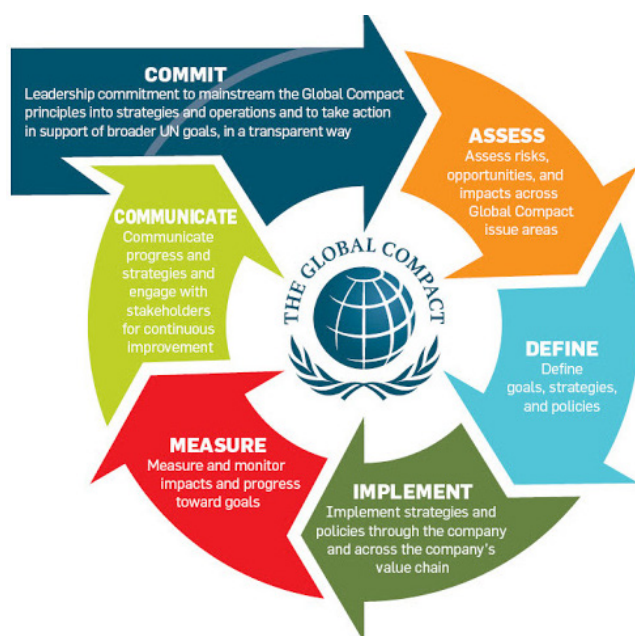 COMMIT
Leadership commitment to mainstream the Global Compact
principles into strategies and operations and to take action
in support of broader UN goals, in a transparent way
ASSESS
Assess risks,
opportunities, and
impacts across
Global Compact
issue areas
DEFINE
Define
goals, strategies,
and policies
IMPLEMENT
Implement strategies and
policies through the company
and across the company's
value chain
MEASURE
Measure and monitor
impacts and progress
toward goals
COMMUNICATE
Communicate
progress and
strategies and
engage with
stakeholders
for continuous
improvement
THE GLOBAL COMPACT